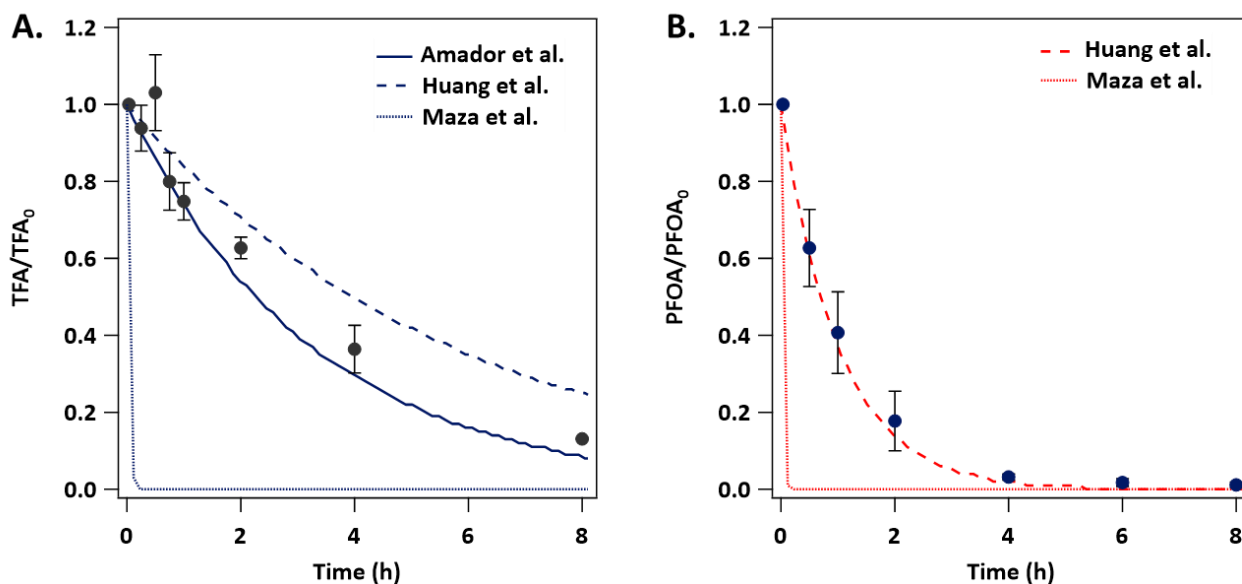 A.
1.2
1.0
0.8
0.6
0.4
0.2
0.0
TFA/TFA₀
0 2 4 6 8
Time (h)
Amador et al.
Huang et al.
Maza et al.
B.
1.2
1.0
0.8
0.6
0.4
0.2
0.0
PFOA/PFOA₀
0 2 4 6 8
Time (h)
Huang et al.
Maza et al.